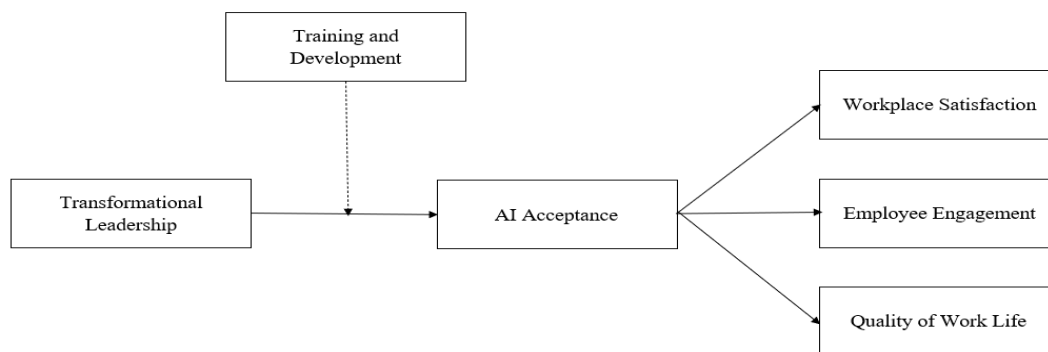 Training and
Development
Workplace Satisfaction
Transformational
Leadership
AI Acceptance
Employee Engagement
Quality of Work Life